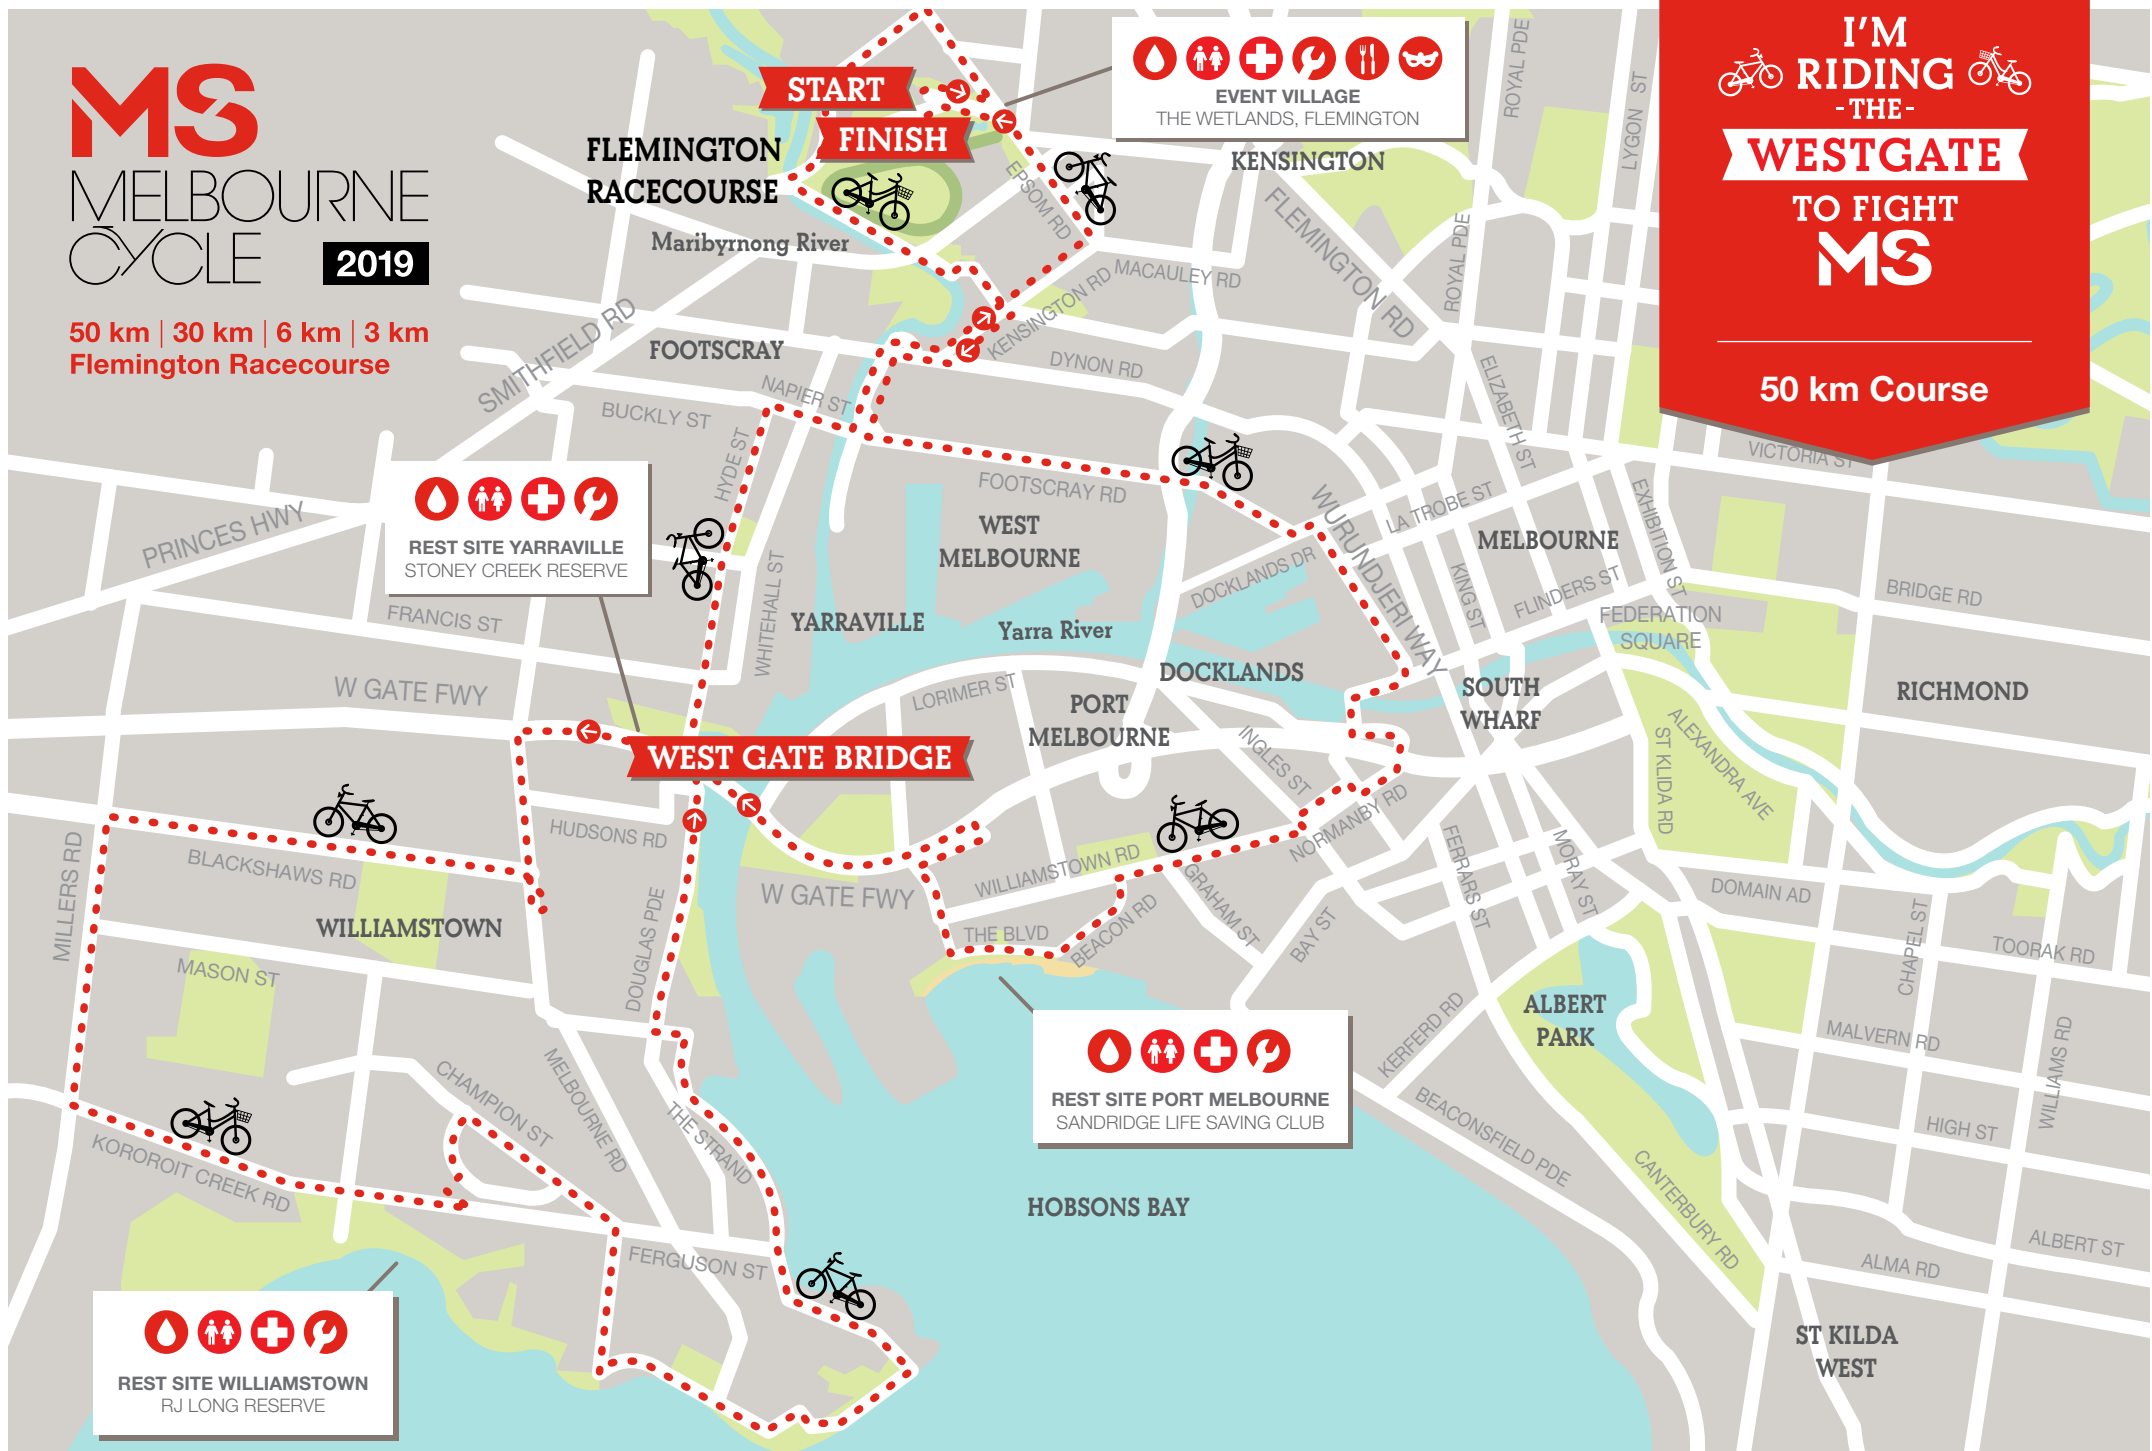 MS
MELBOURNE
CYCLE
2019
50 km | 30 km | 6 km | 3 km
Flemington Racecourse
START
FINISH
FLEMINGTON
RACECOURSE
Maribyrnong River
EVENT VILLAGE
THE WETLANDS, FLEMINGTON
KENSINGTON
I'M
RIDING
-THE-
WESTGATE
TO FIGHT
MS
50 km Course
ROYAL PDE
LYGON ST
EPSOM RD
FLEMINGTON RD
ROYAL PDE
MACAULEY RD
KENSINGTON RD
SMITHFIELD RD
FOOTSCRAY
DYNON RD
NAPIER ST
BUCKLY ST
HYDE ST
ELIZABETH ST
VICTORIA ST
FOOTSCRAY RD
WEST
MELBOURNE
WURUNDJERI WAY
LA TROBE ST
MELBOURNE
EXHIBITION ST
PRINCES HWY
REST SITE YARRAVILLE
STONEY CREEK RESERVE
WHITEHALL ST
YARRAVILLE
Yarra River
DOCKLANDS DR
KING ST
FLINDERS ST
FEDERATION
SQUARE
BRIDGE RD
FRANCIS ST
W GATE FWY
LORIMER ST
DOCKLANDS
PORT
MELBOURNE
SOUTH
WHARF
RICHMOND
INGLES ST
ST KLIDA RD
ALEXANDRA AVE
WEST GATE BRIDGE
HUDSONS RD
MILLERS RD
BLACKSHAWS RD
WILLIAMSTOWN
MASON ST
DOUGLAS PDE
W GATE FWY
WILLIAMSTOWN RD
NORMANBY RD
THE BLVD
BEACON RD
GRAHAM ST
BAY ST
FERRARS ST
MORAY ST
DOMAIN AD
CHAPEL ST
TOORAK RD
ALBERT
PARK
KERFERD RD
MALVERN RD
WILLIAMS RD
REST SITE PORT MELBOURNE
SANDRIDGE LIFE SAVING CLUB
CHAMPION ST
MELBOURNE RD
THE STRAND
KOROROIT CREEK RD
BEACONSFIELD PDE
HIGH ST
CANTERBURY RD
HOBSONS BAY
FERGUSON ST
ALBERT ST
ALMA RD
ST KILDA
WEST
REST SITE WILLIAMSTOWN
RJ LONG RESERVE